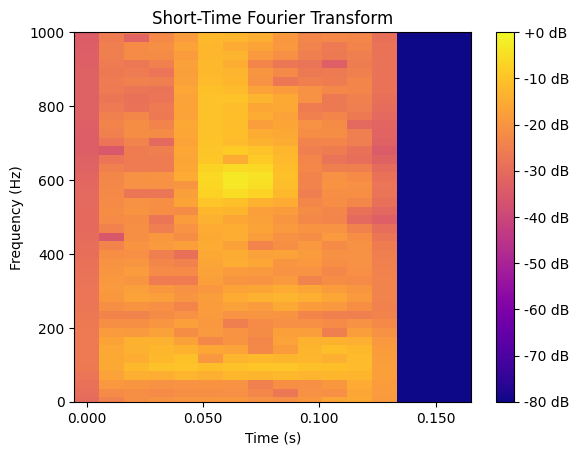 Short-Time Fourier Transform
1000
800
600
400
200
0
Frequency (Hz)
0.000
0.050
0.100
0.150
Time (s)
+0 dB
-10 dB
-20 dB
-30 dB
-40 dB
-50 dB
-60 dB
-70 dB
-80 dB